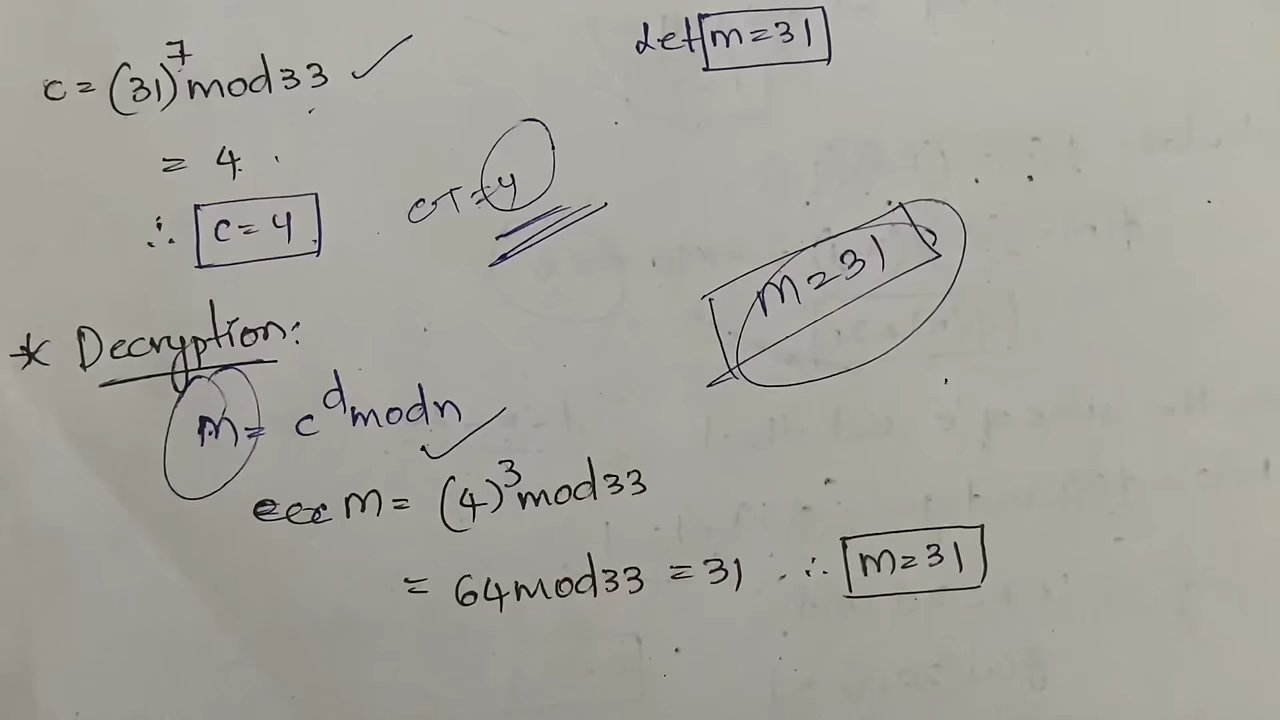 let m=31
c = (31)^7 mod 33 ✓
= 4.
CT = 4
∴ c = 4
m = 31
* Decryption:
m = c^d mod n ✓
m = (4)^3 mod 33
= 64 mod 33 = 31 ∴ m = 31